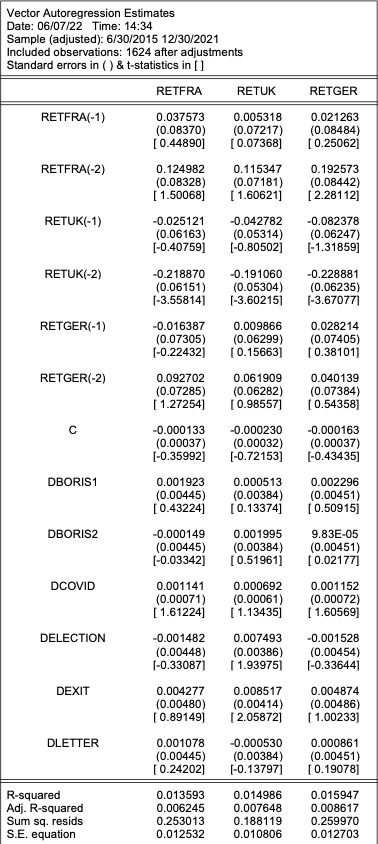 Vector Autoregression Estimates
Date: 06/07/22 Time: 14:34
Sample (adjusted): 6/30/2015 12/30/2021
Included observations: 1624 after adjustments
Standard errors in ( ) & t-statistics in [ ]
RETFRA RETUK RETGER
RETFRA(-1) 0.037573 0.005318 0.021263
(0.08370) (0.07217) (0.08484)
[ 0.44890] [ 0.07368] [ 0.25062]
RETFRA(-2) 0.124982 0.115347 0.192573
(0.08328) (0.07181) (0.08442)
[ 1.50068] [ 1.60621] [ 2.28112]
RETUK(-1) -0.025121 -0.042782 -0.082378
(0.06163) (0.05314) (0.06247)
[-0.40759] [-0.80502] [-1.31859]
RETUK(-2) -0.218870 -0.191060 -0.228881
(0.06151) (0.05304) (0.06235)
[-3.55814] [-3.60215] [-3.67077]
RETGER(-1) -0.016387 0.009866 0.028214
(0.07305) (0.06299) (0.07405)
[-0.22432] [ 0.15663] [ 0.38101]
RETGER(-2) 0.092702 0.061909 0.040139
(0.07285) (0.06282) (0.07384)
[ 1.27254] [ 0.98557] [ 0.54358]
C -0.000133 -0.000230 -0.000163
(0.00037) (0.00032) (0.00037)
[-0.35992] [-0.72153] [-0.43435]
DBORIS1 0.001923 0.000513 0.002296
(0.00445) (0.00384) (0.00451)
[ 0.43224] [ 0.13374] [ 0.50915]
DBORIS2 -0.000149 0.001995 9.83E-05
(0.00445) (0.00384) (0.00451)
[-0.03342] [ 0.51961] [ 0.02177]
DCOVID 0.001141 0.000692 0.001152
(0.00071) (0.00061) (0.00072)
[ 1.61224] [ 1.13435] [ 1.60569]
DELECTION -0.001482 0.007493 -0.001528
(0.00448) (0.00386) (0.00454)
[-0.33087] [ 1.93975] [-0.33644]
DEXIT 0.004277 0.008517 0.004874
(0.00480) (0.00414) (0.00486)
[ 0.89149] [ 2.05872] [ 1.00233]
DLETTER 0.001078 -0.000530 0.000861
(0.00445) (0.00384) (0.00451)
[ 0.24202] [-0.13797] [ 0.19078]
R-squared 0.013593 0.014986 0.015947
Adj. R-squared 0.006245 0.007648 0.008617
Sum sq. resids 0.253013 0.188119 0.259970
S.E. equation 0.012532 0.010806 0.012703